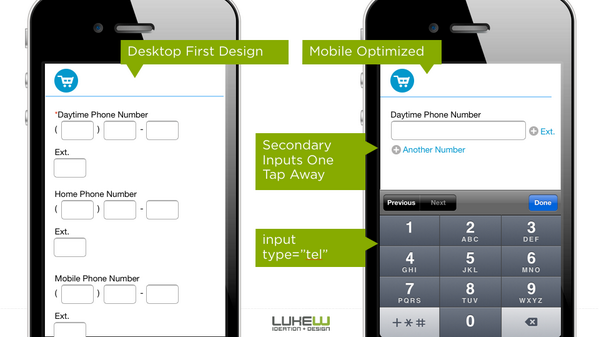 Desktop First Design
Mobile Optimized
*Daytime Phone Number
( ) -
Ext.
Home Phone Number
( ) -
Ext.
Mobile Phone Number
( ) -
Ext.
Daytime Phone Number
Ext.
Another Number
Secondary
Inputs One
Tap Away
Previous Next Done
input
type="tel"
1 2 3
ABC DEF
4 5 6
GHI JKL MNO
7 8 9
PQRS TUV WXYZ
+*# 0
LUKEW
IDEATION + DESIGN